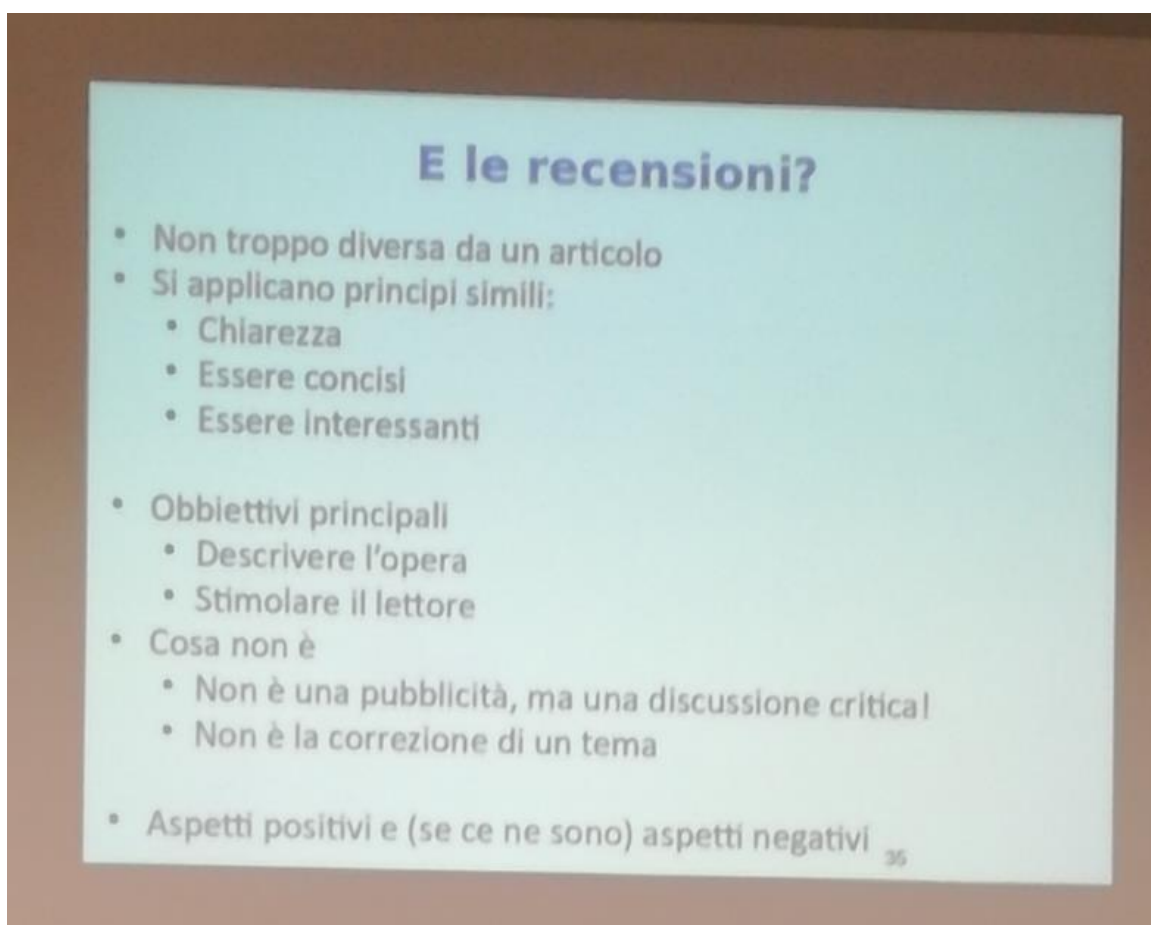 E le recensioni?
• Non troppo diversa da un articolo
• Si applicano principi simili:
• Chiarezza
• Essere concisi
• Essere interessanti
• Obbiettivi principali
• Descrivere l'opera
• Stimolare il lettore
• Cosa non è
• Non è una pubblicità, ma una discussione critica!
• Non è la correzione di un tema
• Aspetti positivi e (se ce ne sono) aspetti negativi
36